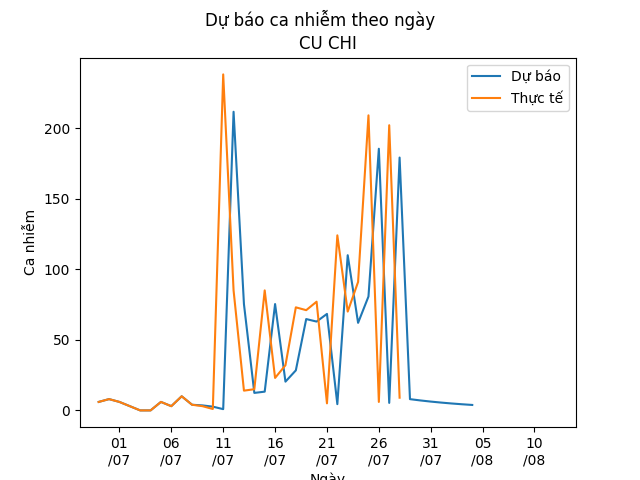 Dự báo ca nhiễm theo ngày
CU CHI
Dự báo
Thực tế
Ca nhiễm
200
150
100
50
0
01 06 11 16 21 26 31 05 10
/07 /07 /07 /07 /07 /07 /07 /08 /08
Ngày